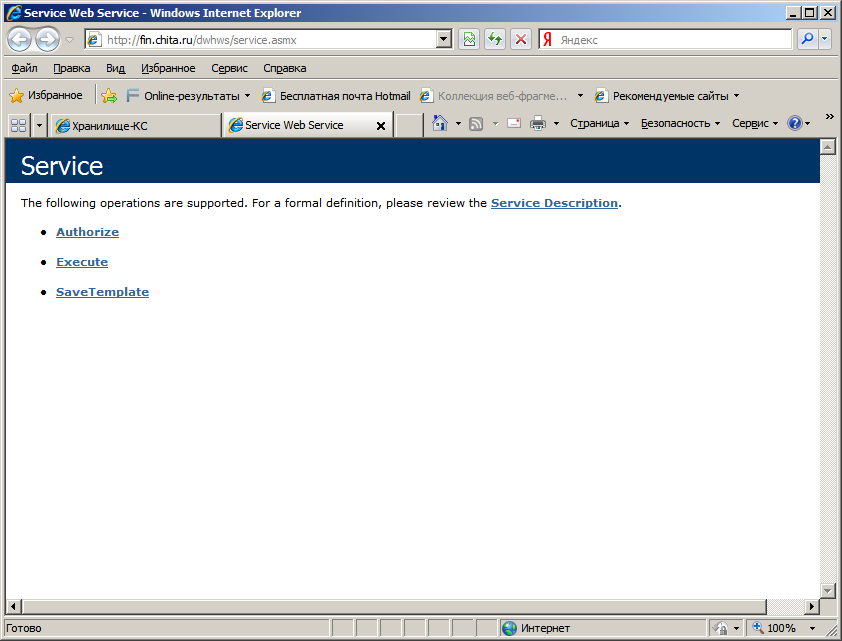 Service Web Service - Windows Internet Explorer
http://fin.chita.ru/dwhws/service.asmx
Яндекс
Файл Правка Вид Избранное Сервис Справка
Избранное Online-результаты Бесплатная почта Hotmail Коллекция веб-фрагме... Рекомендуемые сайты
Хранилище-КС Service Web Service Страница Безопасность Сервис
Service
The following operations are supported. For a formal definition, please review the Service Description.
Authorize
Execute
SaveTemplate
Готово Интернет 100%